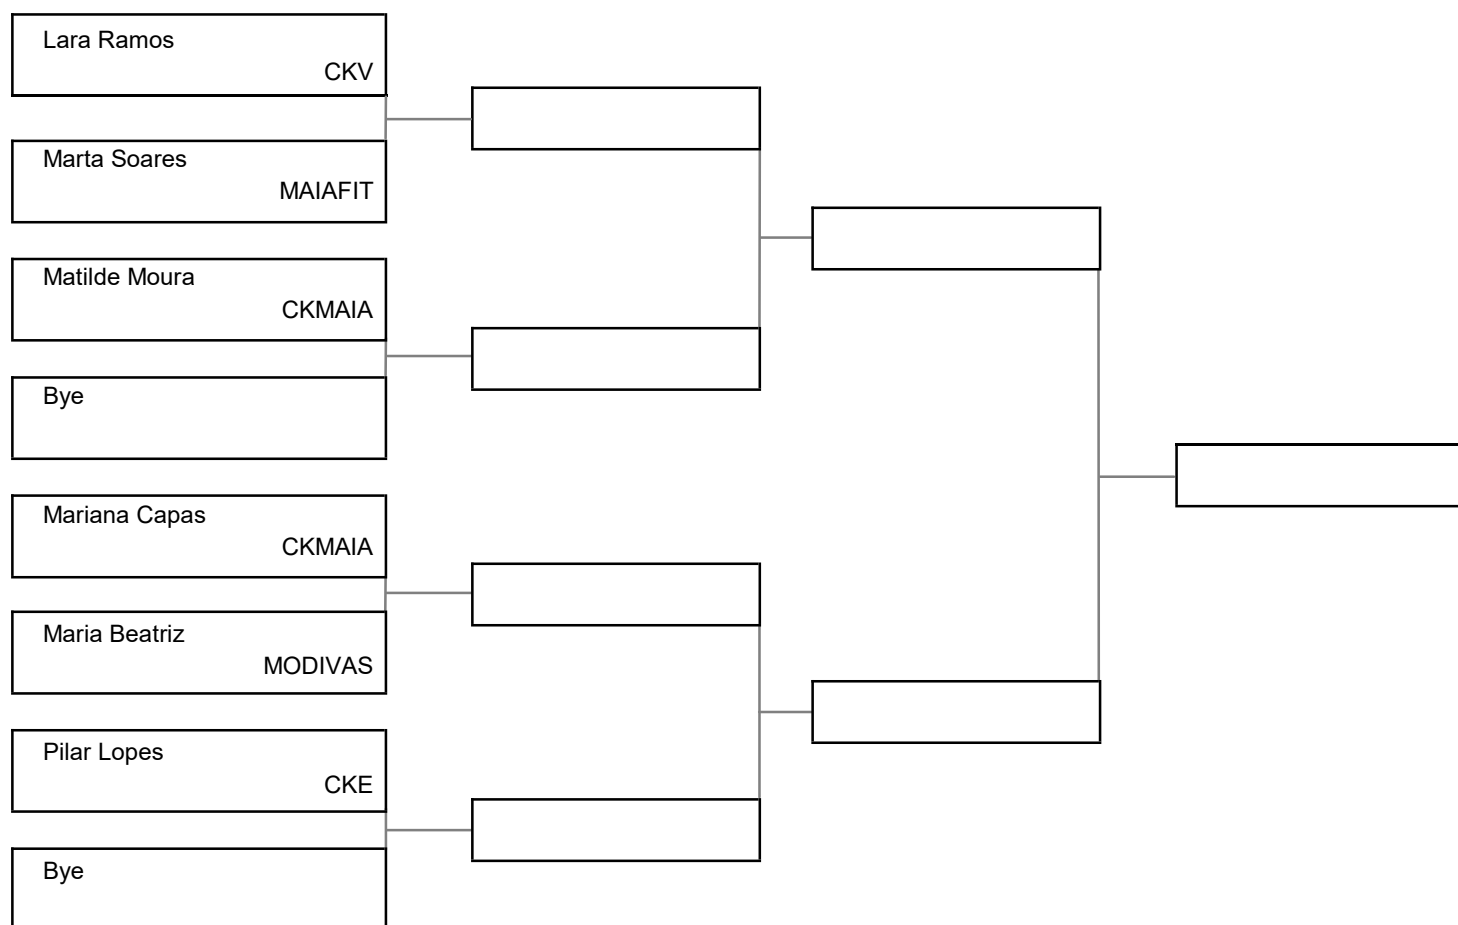 Lara Ramos
CKV
Marta Soares
MAIAFIT
Matilde Moura
CKMAIA
Bye
Mariana Capas
CKMAIA
Maria Beatriz
MODIVAS
Pilar Lopes
CKE
Bye